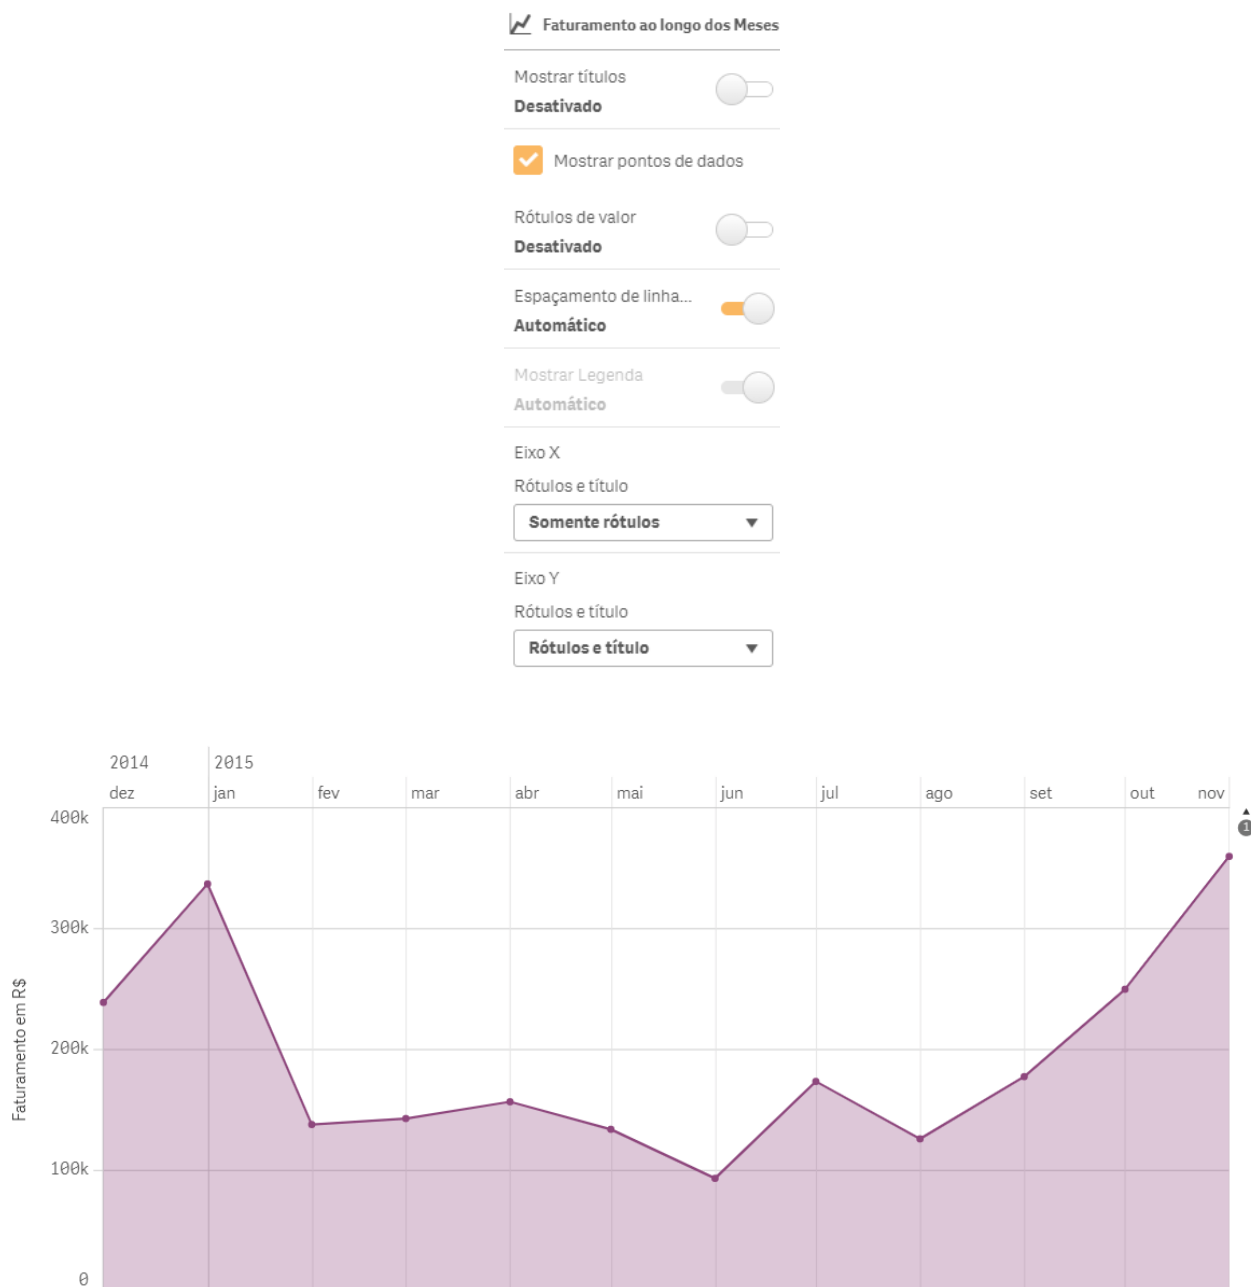 Faturamento ao longo dos Meses
Mostrar títulos
Desativado
Mostrar pontos de dados
Rótulos de valor
Desativado
Espaçamento de linha...
Automático
Mostrar Legenda
Automático
Eixo X
Rótulos e título
Somente rótulos
Eixo Y
Rótulos e título
Rótulos e título
2014 2015
dez jan fev mar abr mai jun jul ago set out nov
400k
1
300k
200k
100k
0
Faturamento em R$